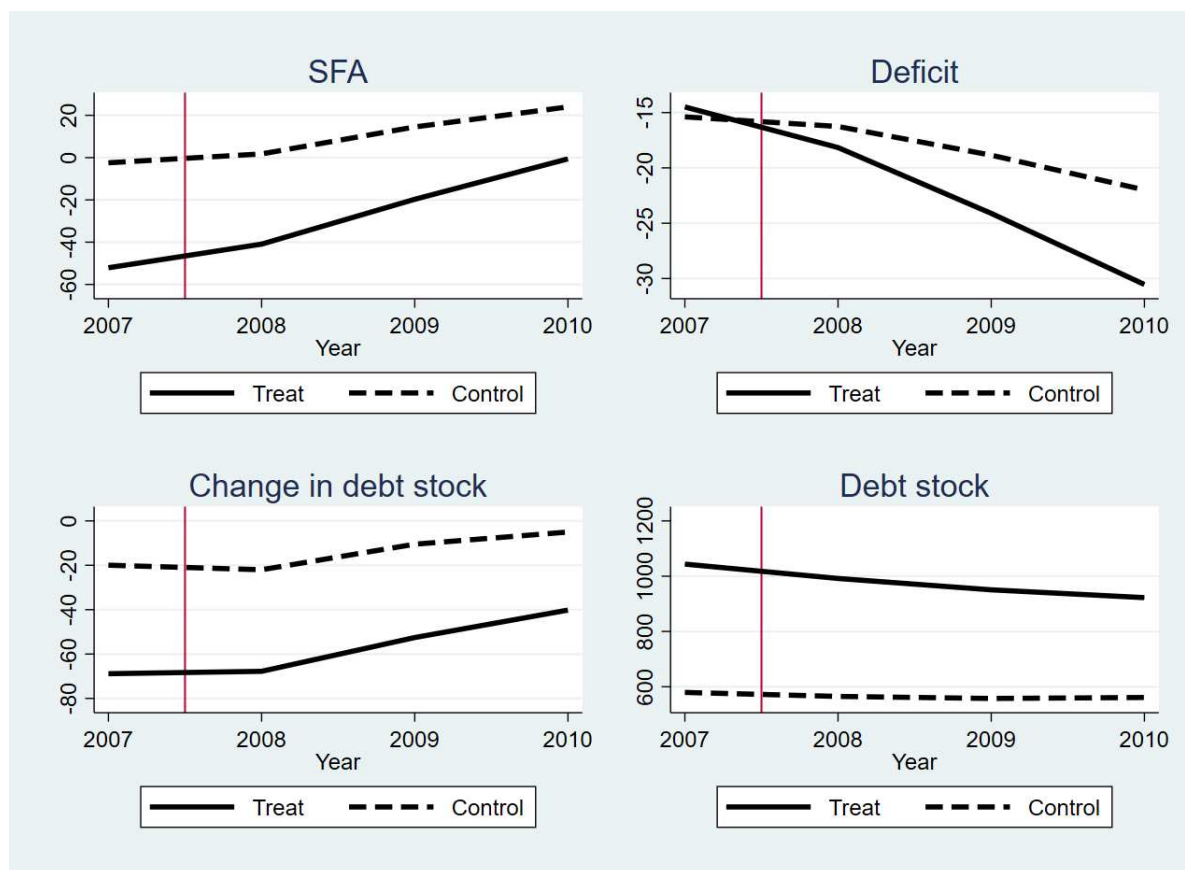 SFA
20
0
-20
-40
-60
2007 2008 2009 2010
Year
Treat Control
Deficit
-15
-20
-25
-30
2007 2008 2009 2010
Year
Treat Control
Change in debt stock
0
-20
-40
-60
-80
2007 2008 2009 2010
Year
Treat Control
Debt stock
1200
1000
800
600
2007 2008 2009 2010
Year
Treat Control